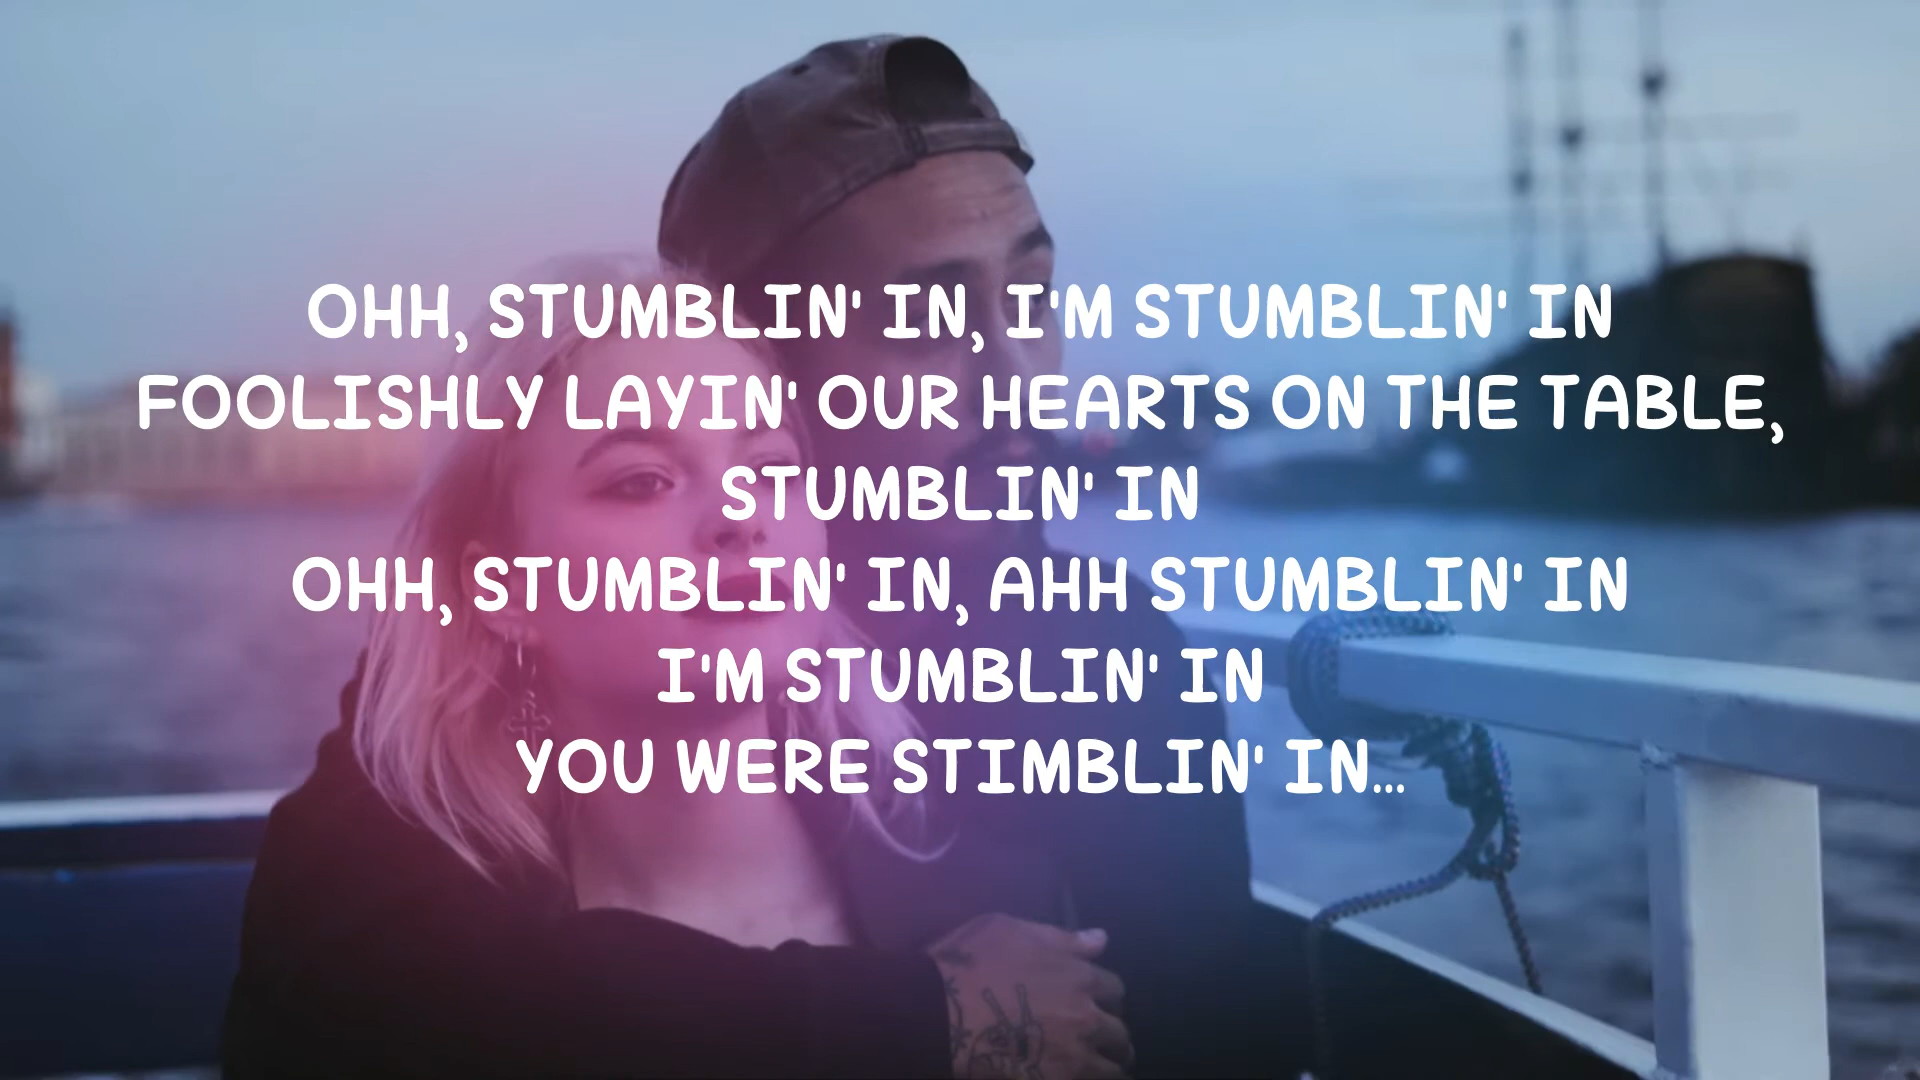 OHH, STUMBLIN' IN, I'M STUMBLIN' IN
FOOLISHLY LAYIN' OUR HEARTS ON THE TABLE,
STUMBLIN' IN
OHH, STUMBLIN' IN, AHH STUMBLIN' IN
I'M STUMBLIN' IN
YOU WERE STIMBLIN' IN...